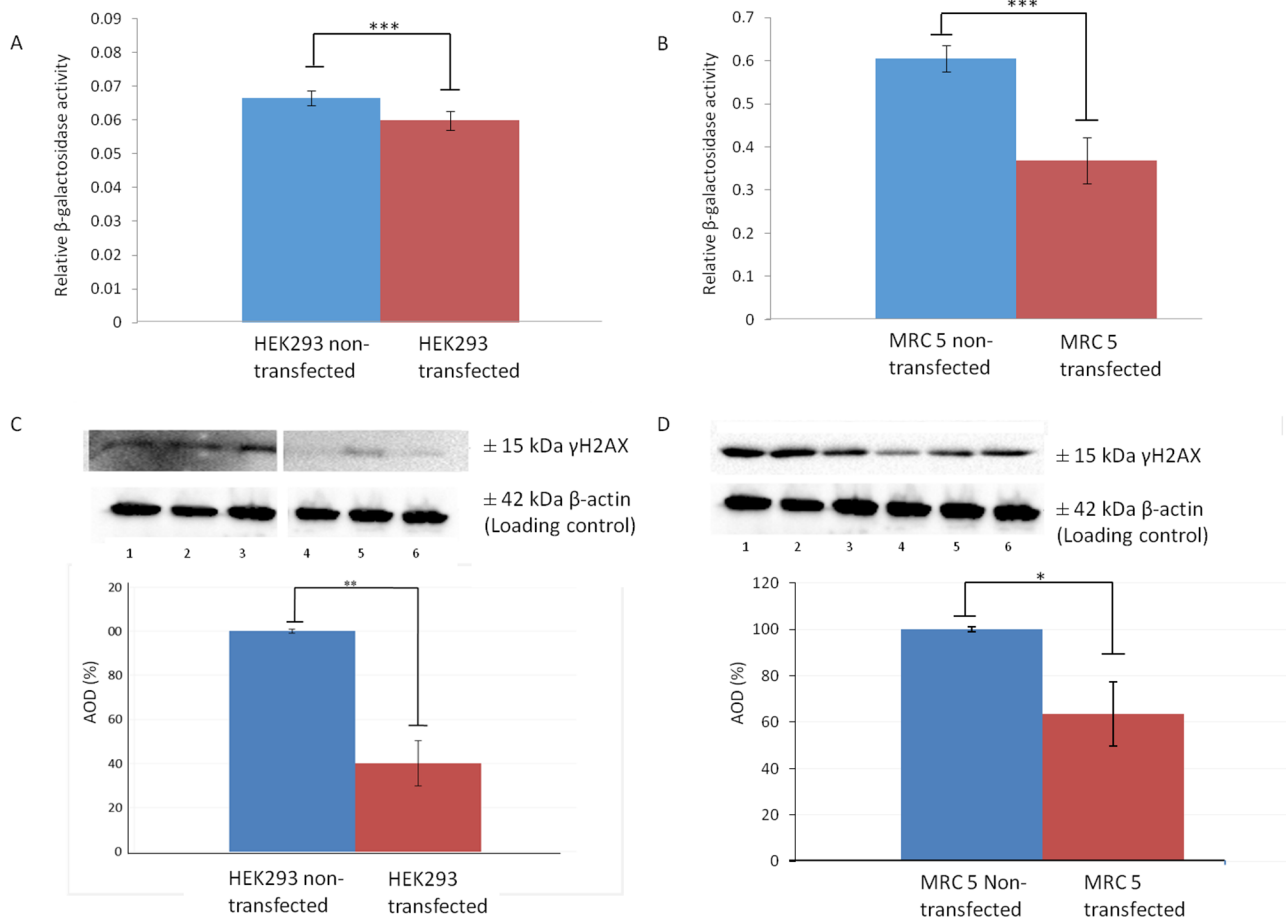 A
Relative β-galactosidase activity
0.09
0.08
0.07
0.06
0.05
0.04
0.03
0.02
0.01
0
***
HEK293 non-
transfected
HEK293
transfected
B
Relative β-galactosidase activity
0.7
0.6
0.5
0.4
0.3
0.2
0.1
0
***
MRC 5 non-
transfected
MRC 5
transfected
C
± 15 kDa γH2AX
± 42 kDa β-actin
(Loading control)
1 2 3 4 5 6
AOD (%)
20
00
80
00
40
20
00
**
HEK293 non-
transfected
HEK293
transfected
D
± 15 kDa γH2AX
± 42 kDa β-actin
(Loading control)
1 2 3 4 5 6
AOD (%)
120
100
80
60
40
20
0
*
MRC 5 Non-
transfected
MRC 5
transfected